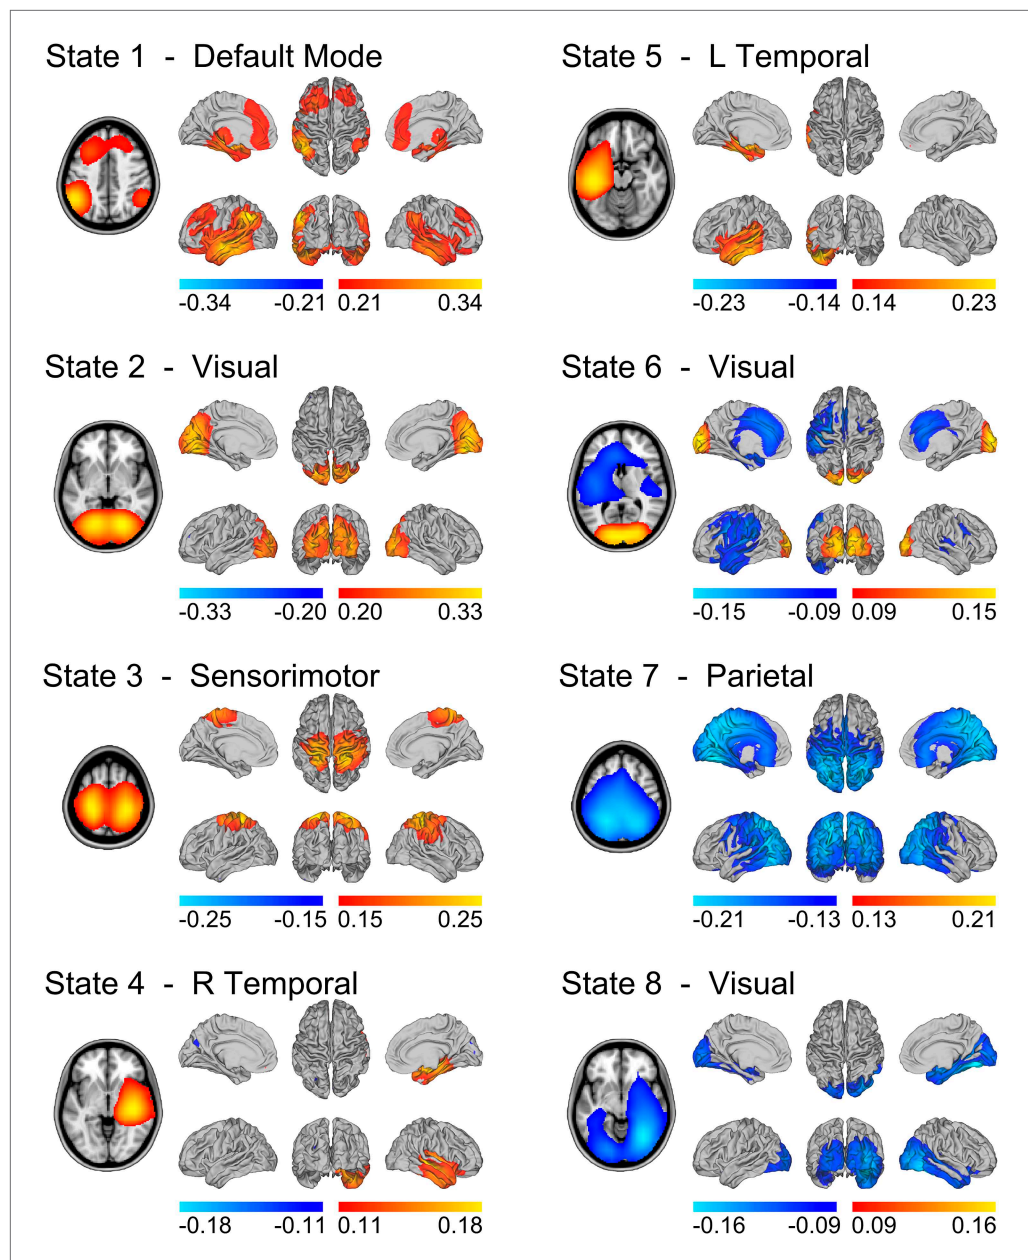 State 1 - Default Mode
-0.34 -0.21 0.21 0.34
State 5 - L Temporal
-0.23 -0.14 0.14 0.23
State 2 - Visual
-0.33 -0.20 0.20 0.33
State 6 - Visual
-0.15 -0.09 0.09 0.15
State 3 - Sensorimotor
-0.25 -0.15 0.15 0.25
State 7 - Parietal
-0.21 -0.13 0.13 0.21
State 4 - R Temporal
-0.18 -0.11 0.11 0.18
State 8 - Visual
-0.16 -0.09 0.09 0.16